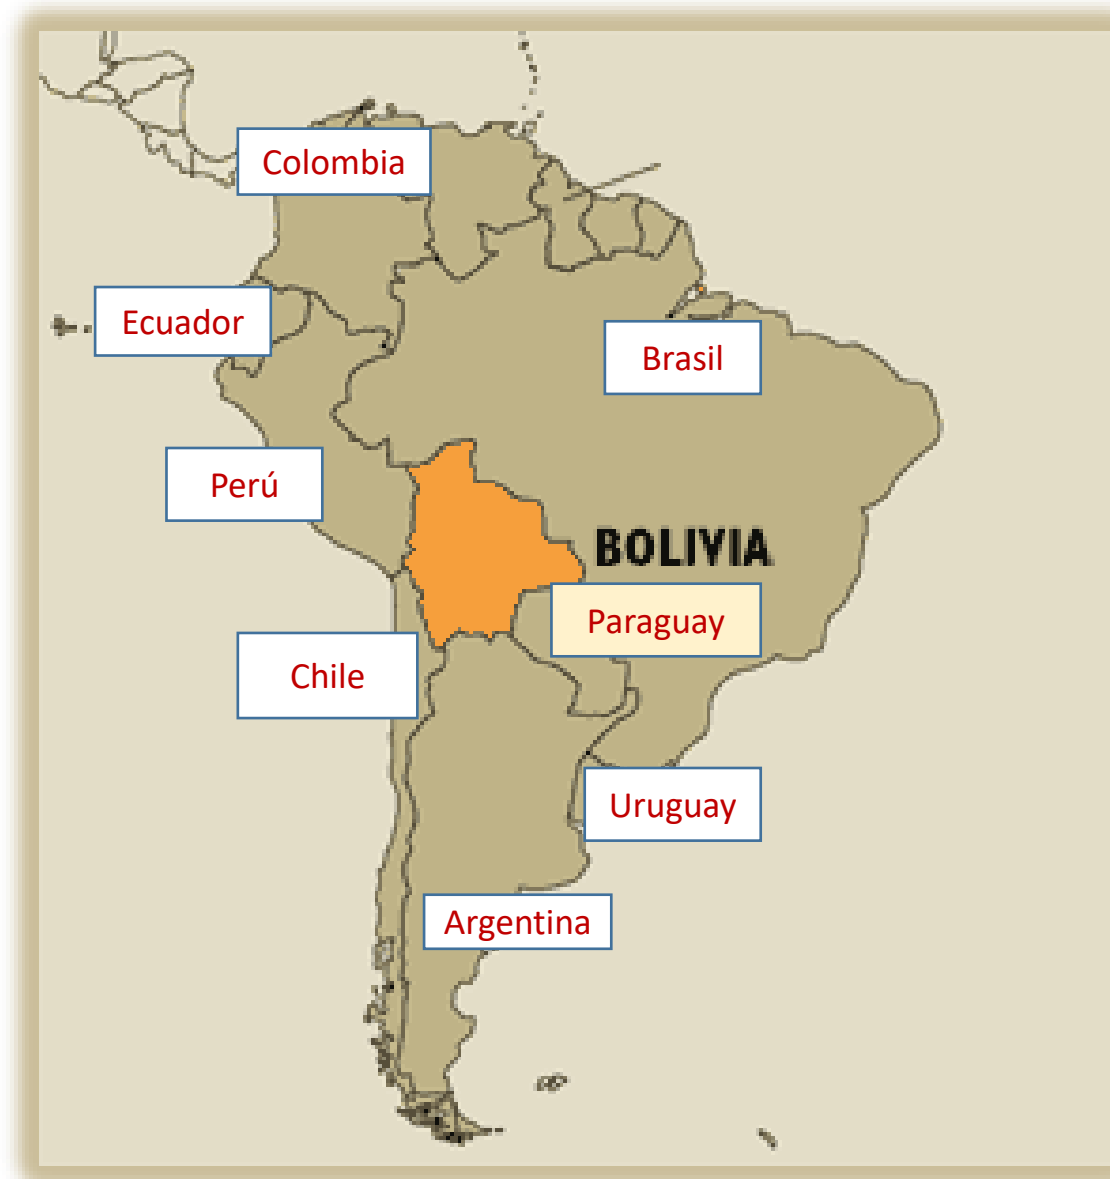 Colombia
Ecuador
Brasil
Perú
BOLIVIA
Paraguay
Chile
Uruguay
Argentina